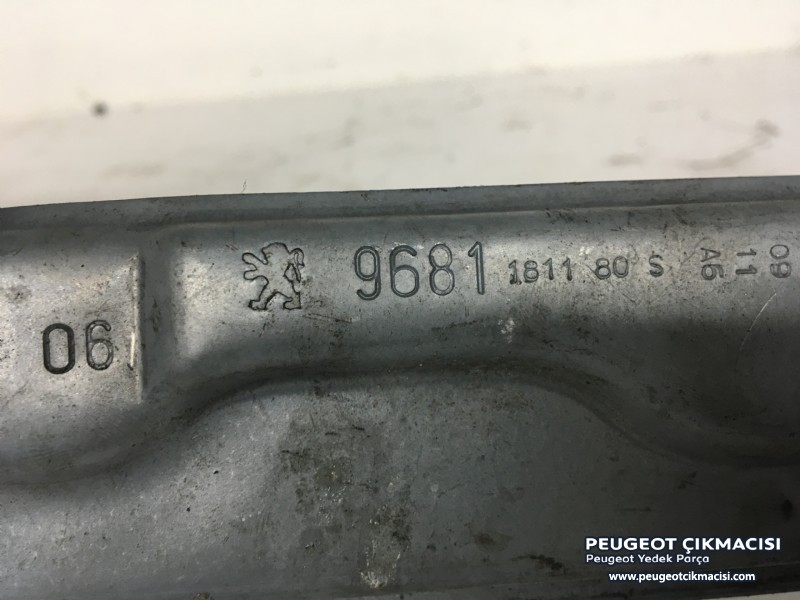 9681 1811 80 S A5 11 09
06
PEUGEOT ÇIKMACISI
Peugeot Yedek Parça
www.peugeotcikmacisi.com